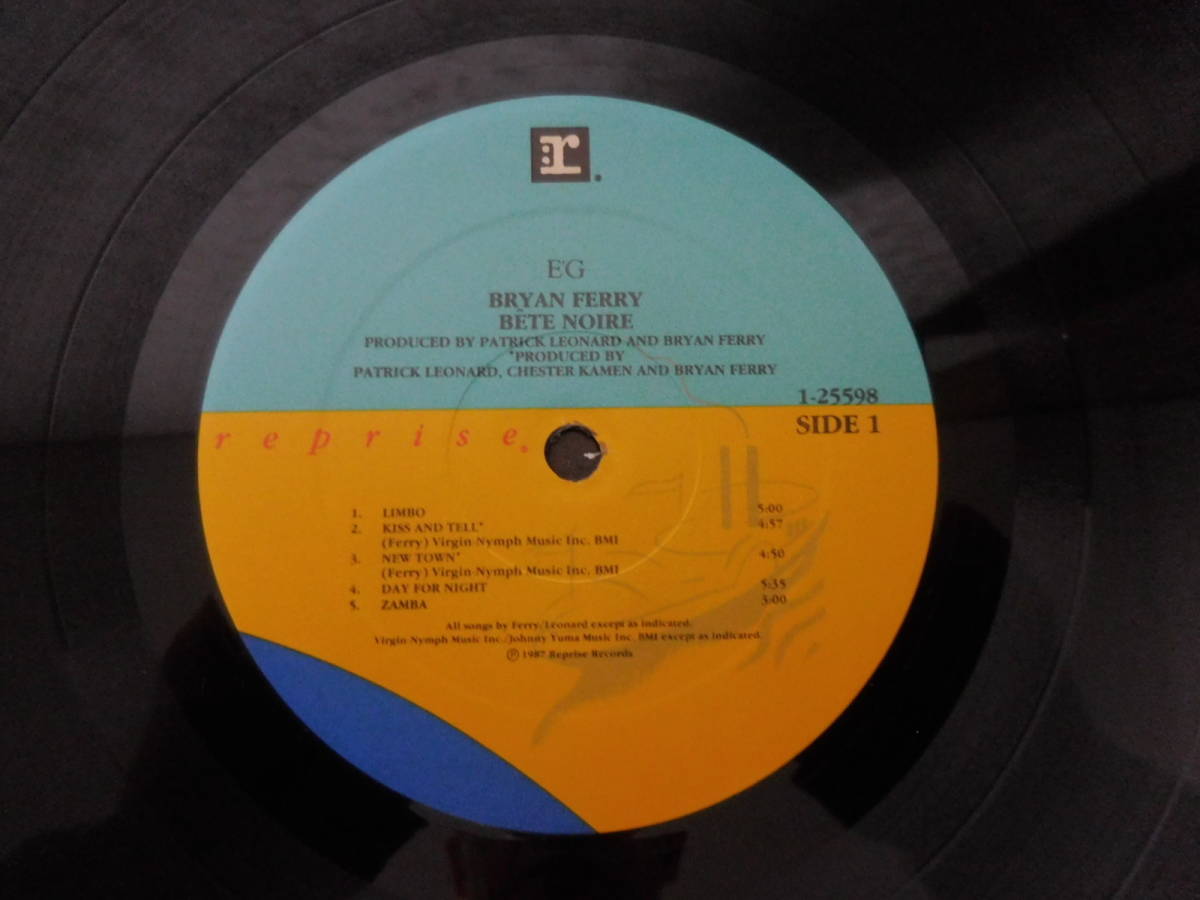 :r.
E'G
BRYAN FERRY
BÊTE NOIRE
PRODUCED BY PATRICK LEONARD AND BRYAN FERRY
*PRODUCED BY
PATRICK LEONARD, CHESTER KAMEN AND BRYAN FERRY
1-25598
SIDE 1
reprise
1. LIMBO 5:00
2. KISS AND TELL* 4:57
(Ferry) Virgin-Nymph Music Inc. BMI
3. NEW TOWN* 4:50
(Ferry) Virgin-Nymph Music Inc. BMI
4. DAY FOR NIGHT 5:35
5. ZAMBA 3:00
All songs by Ferry/Leonard except as indicated.
Virgin-Nymph Music Inc./Johnny Yuma Music Inc. BMI except as indicated.
℗ 1987 Reprise Records